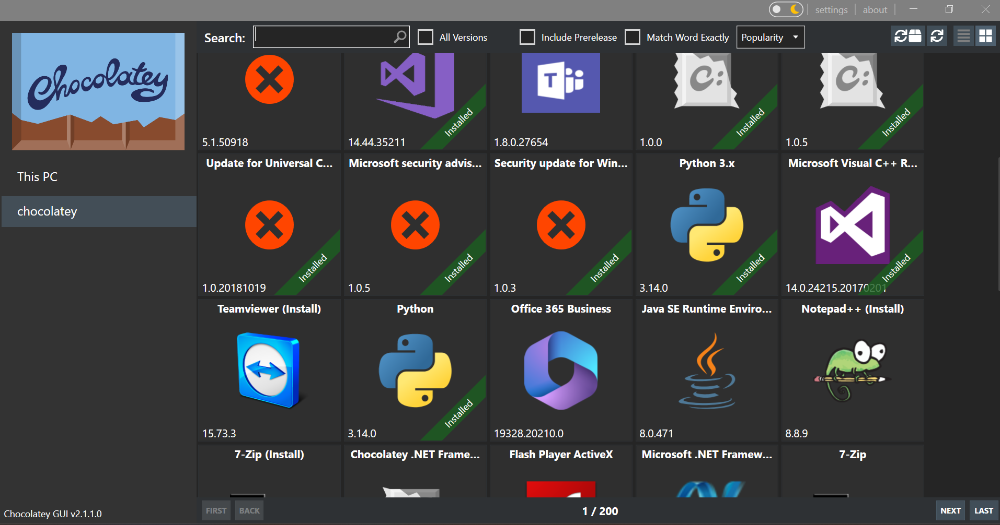 settings
about
Chocolatey
Search:
All Versions
Include Prerelease
Match Word Exactly
Popularity
This PC
chocolatey
T
C:
C:
Installed
Installed
Installed
5.1.50918
14.44.35211
1.8.0.27654
1.0.0
1.0.5
Update for Universal C...
Microsoft security advis...
Security update for Win...
Python 3.x
Microsoft Visual C++ R...
Installed
Installed
Installed
Installed
Installed
1.0.20181019
1.0.5
1.0.3
3.14.0
14.0.24215.20170201
Teamviewer (Install)
Python
Office 365 Business
Java SE Runtime Enviro...
Notepad++ (Install)
Installed
15.73.3
3.14.0
19328.20210.0
8.0.471
8.8.9
7-Zip (Install)
Chocolatey .NET Frame...
Flash Player ActiveX
Microsoft .NET Framew...
7-Zip
Chocolatey GUI v2.1.1.0
FIRST
BACK
1 / 200
NEXT
LAST